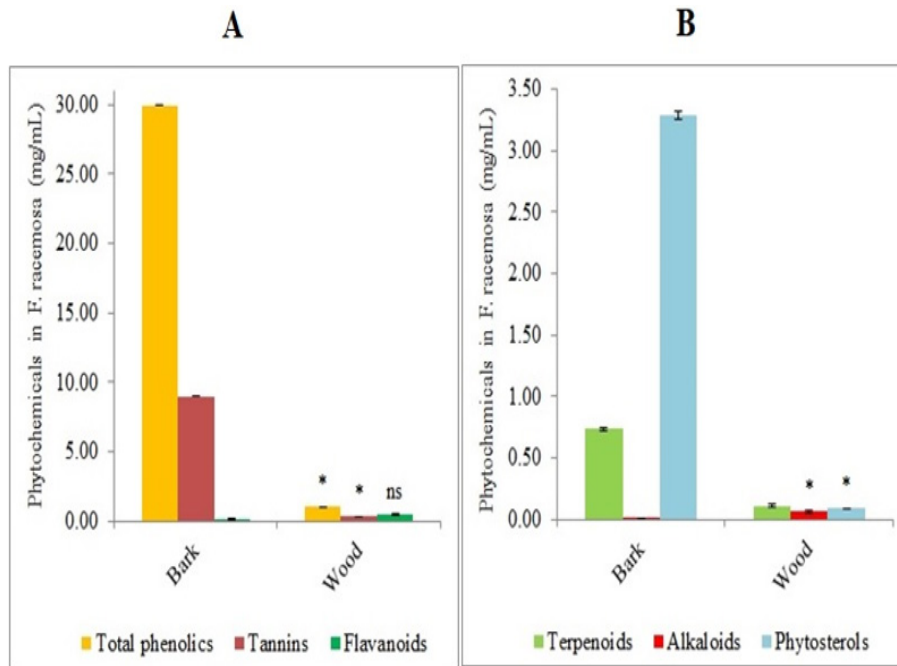 A
B
Phytochemicals in F. racemosa (mg/mL)
30.00
25.00
20.00
15.00
10.00
5.00
0.00
* * ns
Bark
Wood
Total phenolics Tannins Flavanoids
Phytochemicals in F. racemosa (mg/mL)
3.50
3.00
2.50
2.00
1.50
1.00
0.50
0.00
* *
Bark
Wood
Terpenoids Alkaloids Phytosterols